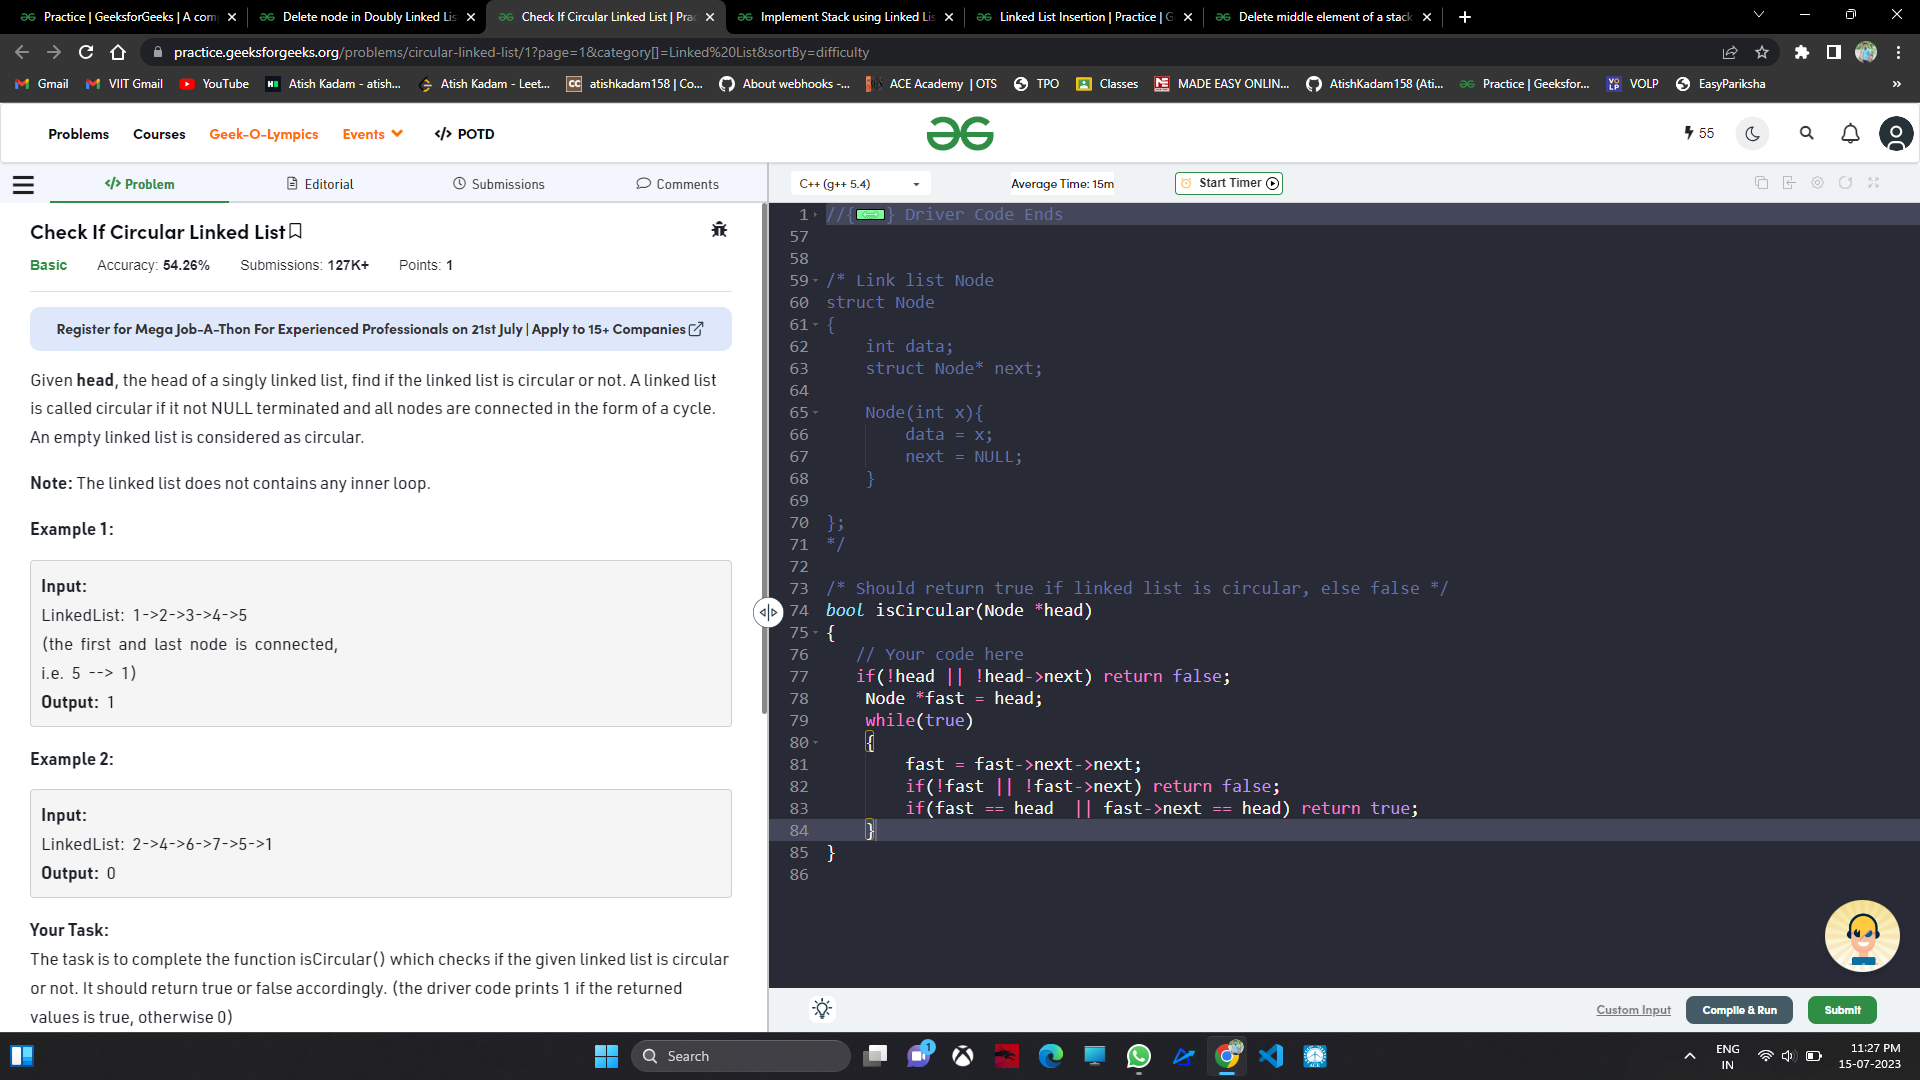 Practice | GeeksforGeeks | A com
Delete node in Doubly Linked Lis
Check If Circular Linked List | Prac
Implement Stack using Linked Lis
Linked List Insertion | Practice | G
Delete middle element of a stack
practice.geeksforgeeks.org/problems/circular-linked-list/1?page=1&category[]=Linked%20List&sortBy=difficulty
Gmail
VIIT Gmail
YouTube
Atish Kadam - atish...
Atish Kadam - Leet...
CC
atishkadam158 | Co...
About webhooks -...
ACE Academy | OTS
TPO
Classes
MADE EASY ONLIN...
AtishKadam158 (Ati...
Practice | Geeksfor...
VOLP
EasyPariksha
»
Problems
Courses
Geek-O-Lympics
Events
</> POTD
55
</> Problem
Editorial
Submissions
Comments
C++ (g++ 5.4)
Average Time: 15m
Start Timer
Check If Circular Linked List
Basic
Accuracy: 54.26%
Submissions: 127K+
Points: 1
Register for Mega Job-A-Thon For Experienced Professionals on 21st July | Apply to 15+ Companies
Given head, the head of a singly linked list, find if the linked list is circular or not. A linked list
is called circular if it not NULL terminated and all nodes are connected in the form of a cycle.
An empty linked list is considered as circular.
Note: The linked list does not contains any inner loop.
Example 1:
Input:
LinkedList: 1->2->3->4->5
(the first and last node is connected,
i.e. 5 --> 1)
Output: 1
Example 2:
Input:
LinkedList: 2->4->6->7->5->1
Output: 0
Your Task:
The task is to complete the function isCircular() which checks if the given linked list is circular
or not. It should return true or false accordingly. (the driver code prints 1 if the returned
values is true, otherwise 0)
1 //{ } Driver Code Ends
57
58
59 /* Link list Node
60 struct Node
61 {
62 int data;
63 struct Node* next;
64
65 Node(int x){
66 data = x;
67 next = NULL;
68 }
69
70 };
71 */
72
73 /* Should return true if linked list is circular, else false */
74 bool isCircular(Node *head)
75 {
76 // Your code here
77 if(!head || !head->next) return false;
78 Node *fast = head;
79 while(true)
80 {
81 fast = fast->next->next;
82 if(!fast || !fast->next) return false;
83 if(fast == head || fast->next == head) return true;
84 }
85 }
86
Custom Input
Compile & Run
Submit
Search
1
ENG
IN
11:27 PM
15-07-2023